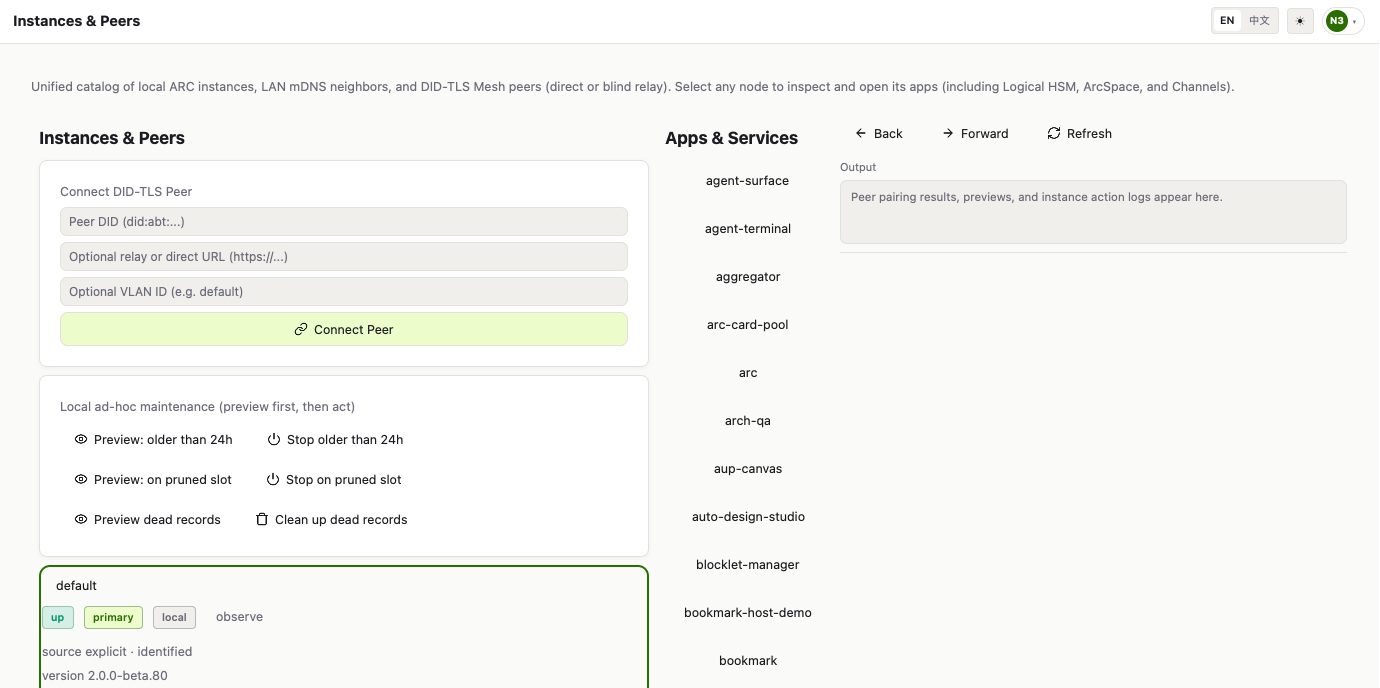 Instances & Peers
EN 中文 N3
Unified catalog of local ARC instances, LAN mDNS neighbors, and DID-TLS Mesh peers (direct or blind relay). Select any node to inspect and open its apps (including Logical HSM, ArcSpace, and Channels).
Instances & Peers
Connect DID-TLS Peer
Peer DID (did:abt:...)
Optional relay or direct URL (https://...)
Optional VLAN ID (e.g. default)
Connect Peer
Local ad-hoc maintenance (preview first, then act)
Preview: older than 24h Stop older than 24h
Preview: on pruned slot Stop on pruned slot
Preview dead records Clean up dead records
default
up primary local observe
source explicit · identified
version 2.0.0-beta.80
Apps & Services
agent-surface
agent-terminal
aggregator
arc-card-pool
arc
arch-qa
aup-canvas
auto-design-studio
blocklet-manager
bookmark-host-demo
bookmark
Back Forward Refresh
Output
Peer pairing results, previews, and instance action logs appear here.